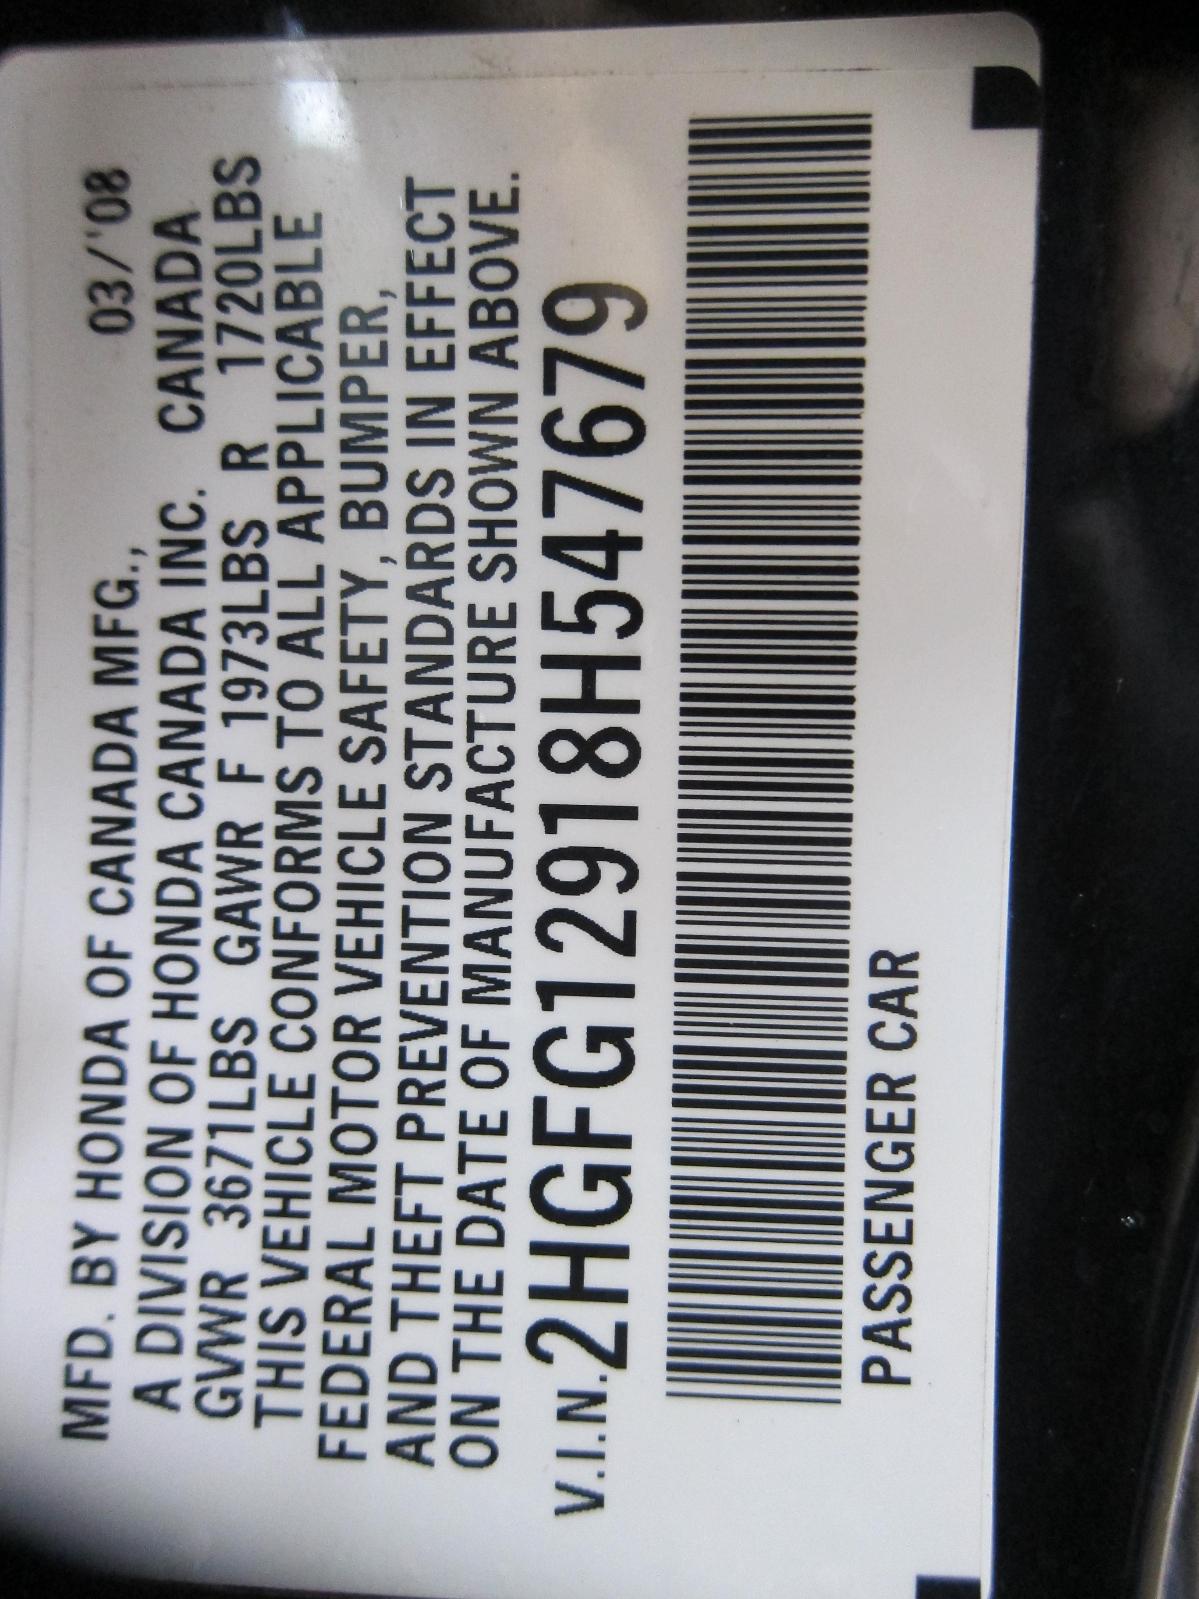 MFD. BY HONDA OF CANADA MFG., 03/'08
A DIVISION OF HONDA CANADA INC. CANADA
GVWR 3671LBS GAWR F 1973LBS R 1720LBS
THIS VEHICLE CONFORMS TO ALL APPLICABLE
FEDERAL MOTOR VEHICLE SAFETY, BUMPER,
AND THEFT PREVENTION STANDARDS IN EFFECT
ON THE DATE OF MANUFACTURE SHOWN ABOVE.
V.I.N.2HGFG12918H547679
PASSENGER CAR